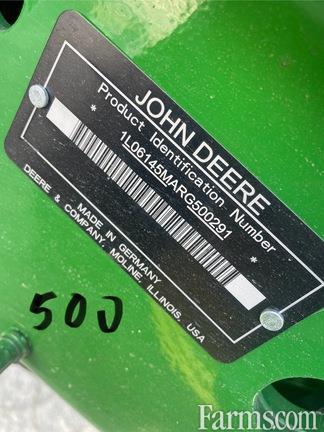 JOHN DEERE
Product Identification Number
* 1L06145MARG500291 *
MADE IN GERMANY
DEERE & COMPANY, MOLINE, ILLINOIS, USA
500
Farms.com®